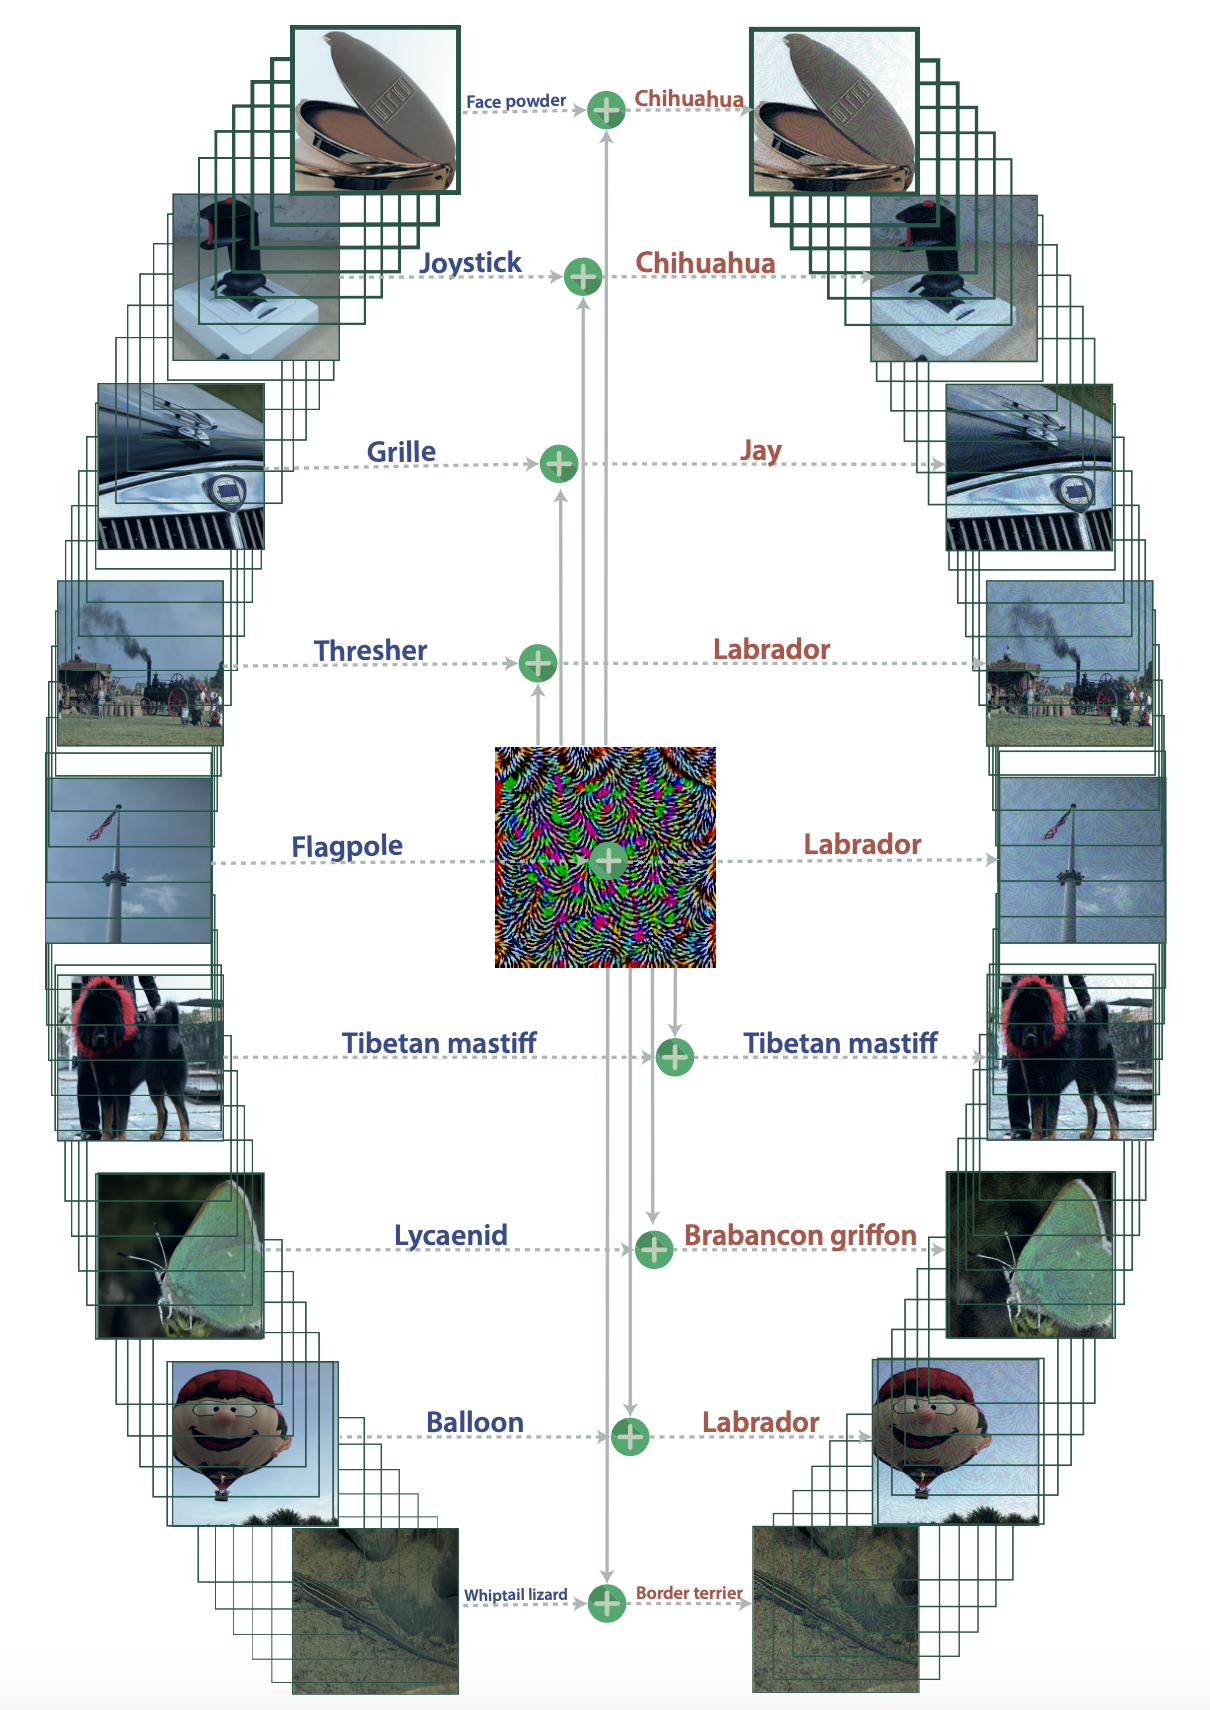 Face powder
Chihuahua
Joystick
Chihuahua
Grille
Jay
Thresher
Labrador
Flagpole
Labrador
Tibetan mastiff
Tibetan mastiff
Lycaenid
Brabancon griffon
Balloon
Labrador
Whiptail lizard
Border terrier